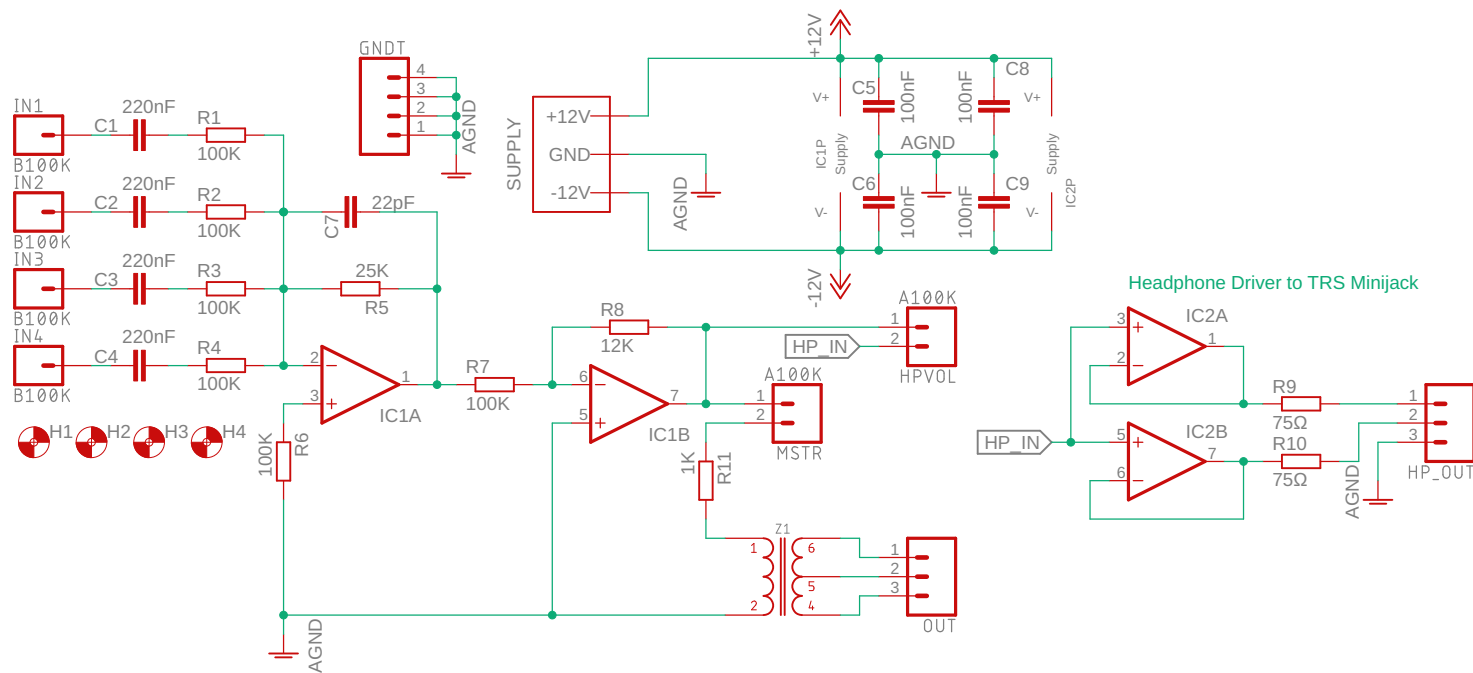 GNDT
4
3
2
1
AGND
IN1
B100K
C1
220nF
R1
100K
IN2
B100K
C2
220nF
R2
100K
IN3
B100K
C3
220nF
R3
100K
IN4
B100K
C4
220nF
R4
100K
H1
H2
H3
H4
C7
22pF
25K
R5
2
3
1
IC1A
100K
R6
AGND
SUPPLY
+12V
GND
-12V
AGND
+12V
-12V
V+
IC1P
Supply
V-
C5
100nF
C6
100nF
AGND
C8
100nF
C9
100nF
V+
Supply
IC2P
V-
R7
100K
R8
12K
6
5
7
IC1B
HP_IN
A100K
1
2
HPVOL
A100K
1
2
MSTR
1K
R11
Z1
1
2
6
5
4
1
2
3
OUT
Headphone Driver to TRS Minijack
HP_IN
3
2
1
IC2A
5
6
7
IC2B
R9
75Ω
R10
75Ω
AGND
1
2
3
HP_OUT